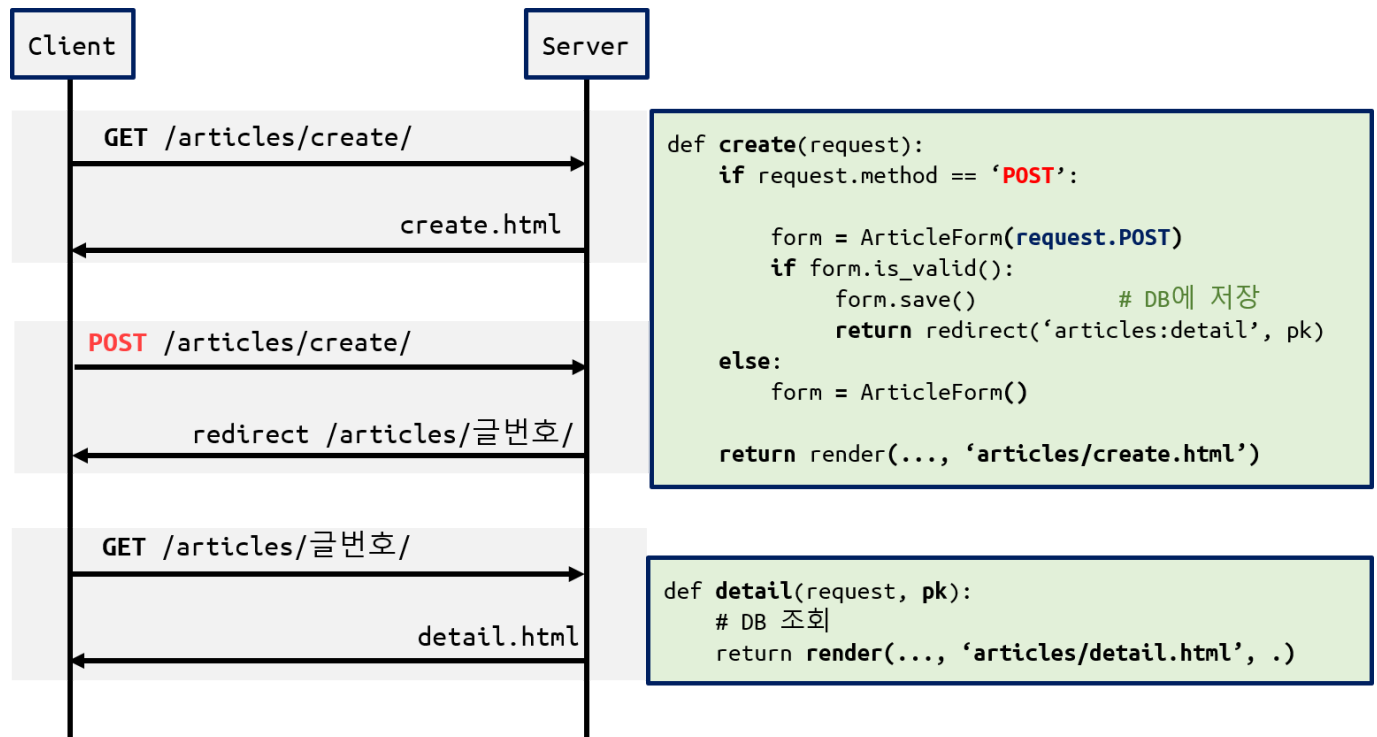 Client
Server
GET /articles/create/
create.html
POST /articles/create/
redirect /articles/글번호/
GET /articles/글번호/
detail.html
def create(request):
if request.method == ‘POST’:
form = ArticleForm(request.POST)
if form.is_valid():
form.save() # DB에 저장
return redirect(‘articles:detail’, pk)
else:
form = ArticleForm()
return render(..., ‘articles/create.html’)
def detail(request, pk):
# DB 조회
return render(..., ‘articles/detail.html’, .)